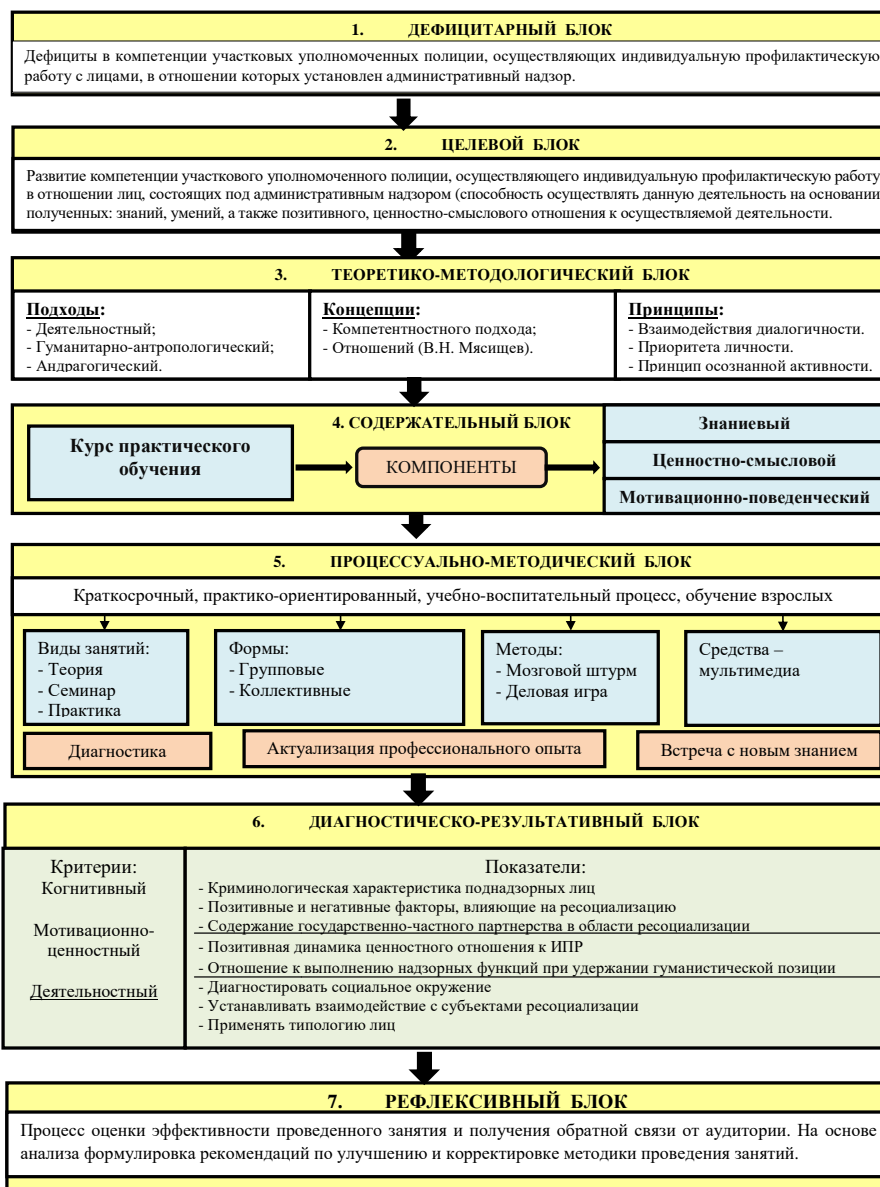 1. ДЕФИЦИТАРНЫЙ БЛОК
Дефициты в компетенции участковых уполномоченных полиции, осуществляющих индивидуальную профилактическую
работу с лицами, в отношении которых установлен административный надзор.
2. ЦЕЛЕВОЙ БЛОК
Развитие компетенции участкового уполномоченного полиции, осуществляющего индивидуальную профилактическую работу
в отношении лиц, состоящих под административным надзором (способность осуществлять данную деятельность на основании
полученных: знаний, умений, а также позитивного, ценностно-смыслового отношения к осуществляемой деятельности.
3. ТЕОРЕТИКО-МЕТОДОЛОГИЧЕСКИЙ БЛОК
Подходы:
- Деятельностный;
- Гуманитарно-антропологический;
- Андрагогический.
Концепции:
- Компетентностного подхода;
- Отношений (В.Н. Мясищев).
Принципы:
- Взаимодействия диалогичности.
- Приоритета личности.
- Принцип осознанной активности.
4. СОДЕРЖАТЕЛЬНЫЙ БЛОК
Курс практического
обучения
КОМПОНЕНТЫ
Знаниевый
Ценностно-смысловой
Мотивационно-поведенческий
5. ПРОЦЕССУАЛЬНО-МЕТОДИЧЕСКИЙ БЛОК
Краткосрочный, практико-ориентированный, учебно-воспитательный процесс, обучение взрослых
Виды занятий:
- Теория
- Семинар
- Практика
Формы:
- Групповые
- Коллективные
Методы:
- Мозговой штурм
- Деловая игра
Средства –
мультимедиа
Диагностика
Актуализация профессионального опыта
Встреча с новым знанием
6. ДИАГНОСТИЧЕСКО-РЕЗУЛЬТАТИВНЫЙ БЛОК
Критерии:
Когнитивный
Мотивационно-
ценностный
Деятельностный
Показатели:
- Криминологическая характеристика поднадзорных лиц
- Позитивные и негативные факторы, влияющие на ресоциализацию
- Содержание государственно-частного партнерства в области ресоциализации
- Позитивная динамика ценностного отношения к ИПР
- Отношение к выполнению надзорных функций при удержании гуманистической позиции
- Диагностировать социальное окружение
- Устанавливать взаимодействие с субъектами ресоциализации
- Применять типологию лиц
7. РЕФЛЕКСИВНЫЙ БЛОК
Процесс оценки эффективности проведенного занятия и получения обратной связи от аудитории. На основе
анализа формулировка рекомендаций по улучшению и корректировке методики проведения занятий.